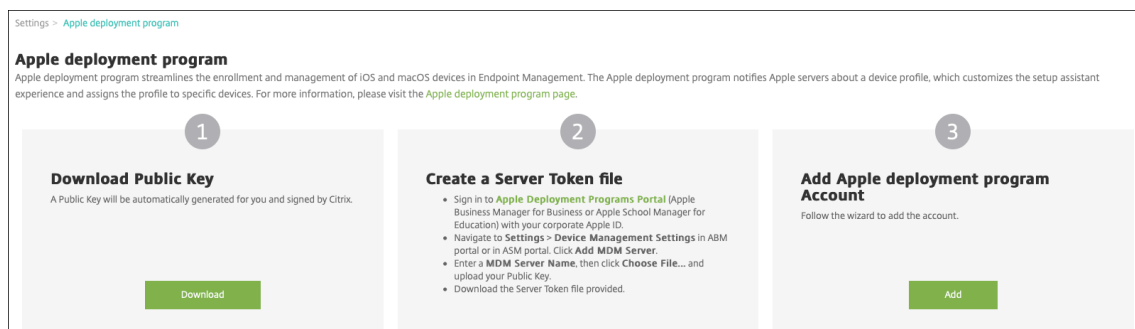 Settings > Apple deployment program
Apple deployment program
Apple deployment program streamlines the enrollment and management of iOS and macOS devices in Endpoint Management. The Apple deployment program notifies Apple servers about a device profile, which customizes the setup assistant
experience and assigns the profile to specific devices. For more information, please visit the Apple deployment program page.
1
Download Public Key
A Public Key will be automatically generated for you and signed by Citrix.
Download
2
Create a Server Token file
• Sign in to Apple Deployment Programs Portal (Apple
Business Manager for Business or Apple School Manager for
Education) with your corporate Apple ID.
• Navigate to Settings > Device Management Settings in ABM
portal or in ASM portal. Click Add MDM Server.
• Enter a MDM Server Name, then click Choose File... and
upload your Public Key.
• Download the Server Token file provided.
3
Add Apple deployment program
Account
Follow the wizard to add the account.
Add